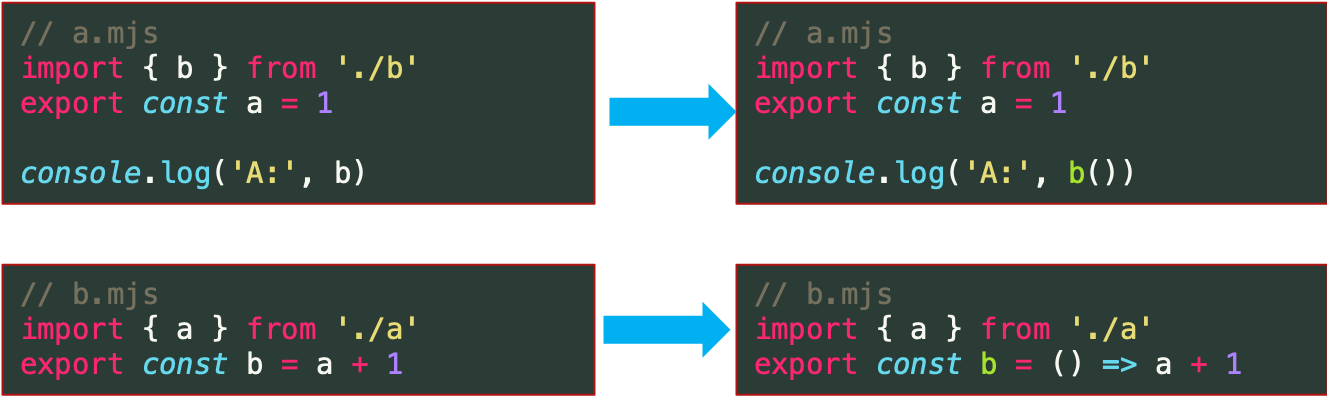 // a.mjs
import { b } from './b'
export const a = 1
console.log('A:', b)
// a.mjs
import { b } from './b'
export const a = 1
console.log('A:', b())
// b.mjs
import { a } from './a'
export const b = a + 1
// b.mjs
import { a } from './a'
export const b = () => a + 1